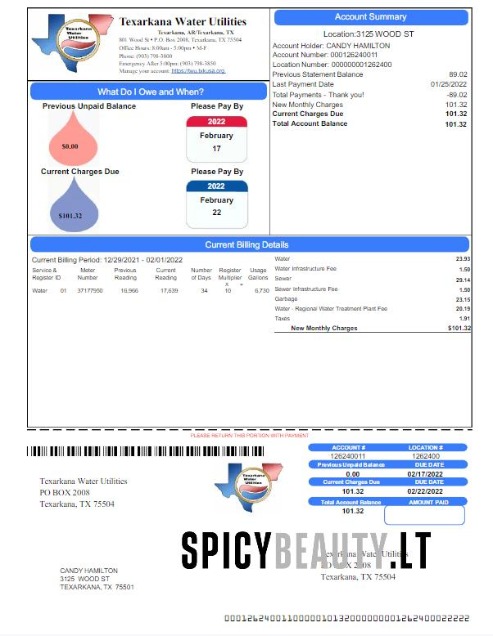 Texarkana Water Utilities
Texarkana, AR/Texarkana, TX
801 Wood St • P.O. Box 2008, Texarkana, TX 75504
Office Hours: 8:00am - 5:00pm • M-F
Phone: (903) 798-3800
Emergency After 5:00pm: (903) 798-3850
Manage your account: https://twu.txkusa.org
Texarkana
Water
Utilities
Account Summary
Location:3125 WOOD ST
Account Holder: CANDY HAMILTON
Account Number: 000126240011
Location Number: 000000001262400
Previous Statement Balance 89.02
Last Payment Date 01/25/2022
Total Payments - Thank you! -89.02
New Monthly Charges 101.32
Current Charges Due 101.32
Total Account Balance 101.32
What Do I Owe and When?
Previous Unpaid Balance Please Pay By
$0.00
2022
February
17
Current Charges Due Please Pay By
$101.32
2022
February
22
Current Billing Details
Current Billing Period: 12/29/2021 - 02/01/2022
Service & Register ID Meter Number Previous Reading Current Reading Number of Days Register Multiplier Usage Gallons
x =
Water 01 37177950 16,966 17,639 34 10 6,730
Water 23.93
Water Infrastructure Fee 1.50
Sewer 29.14
Sewer Infrastructure Fee 1.50
Garbage 23.15
Water - Regional Water Treatment Plant Fee 20.19
Taxes 1.91
New Monthly Charges $101.32
PLEASE RETURN THIS PORTION WITH PAYMENT
Texarkana Water Utilities
PO BOX 2008
Texarkana, TX 75504
Texarkana
Water
Utilities
ACCOUNT # LOCATION #
126240011 1262400
Previous Unpaid Balance DUE DATE
0.00 02/17/2022
Current Charges Due DUE DATE
101.32 02/22/2022
Total Account Balance AMOUNT PAID
101.32
SPICYBEAUTY.LT
Texarkana Water Utilities
PO BOX 2008
Texarkana, TX 75504
CANDY HAMILTON
3125 WOOD ST
TEXARKANA, TX 75501